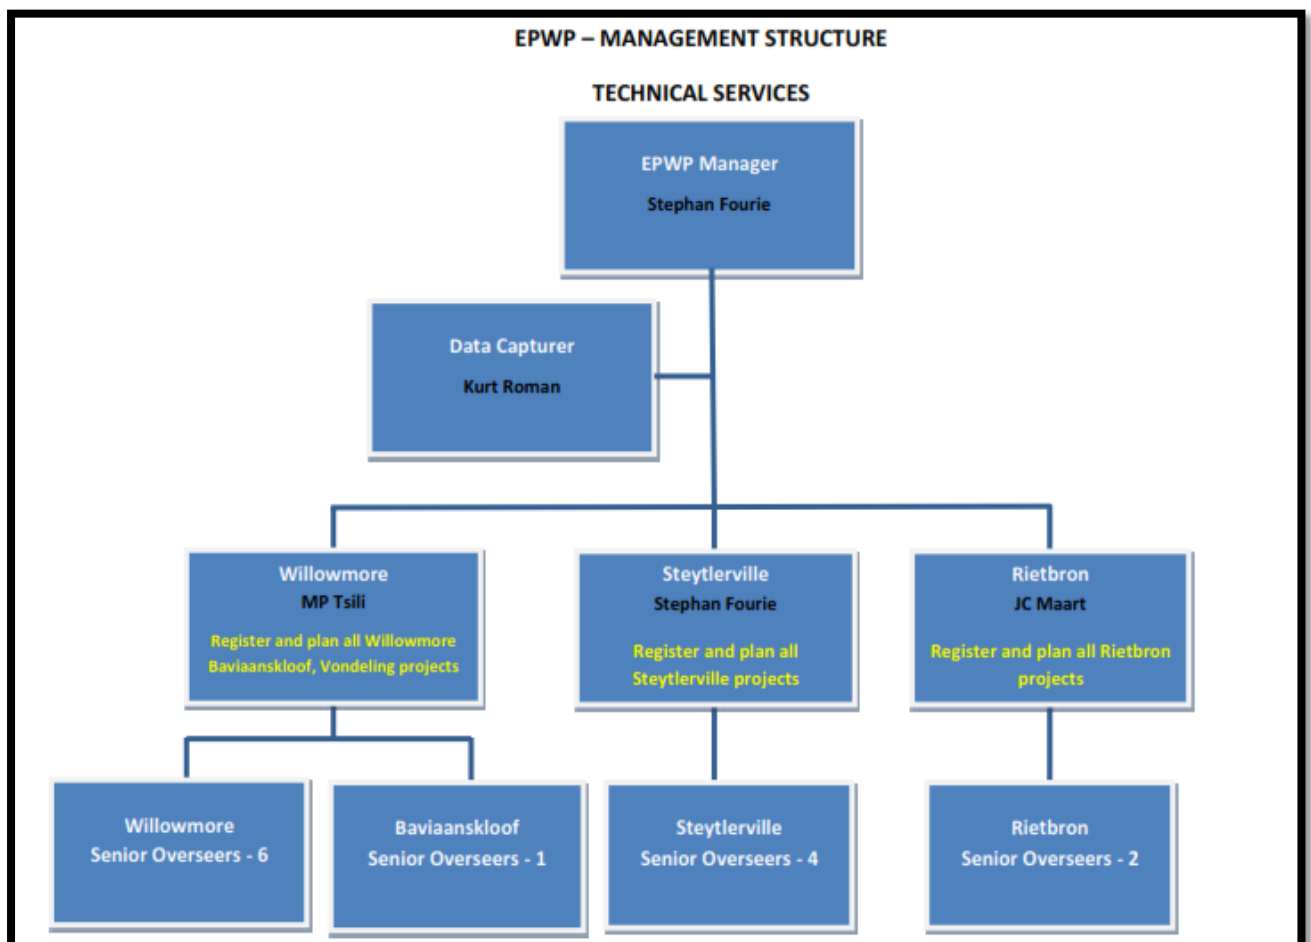 EPWP – MANAGEMENT STRUCTURE
TECHNICAL SERVICES
EPWP Manager
Stephan Fourie
Data Capturer
Kurt Roman
Willowmore
MP Tsili
Register and plan all Willowmore
Baviaanskloof, Vondeling projects
Steytlerville
Stephan Fourie
Register and plan all
Steytlerville projects
Rietbron
JC Maart
Register and plan all Rietbron
projects
Willowmore
Senior Overseers - 6
Baviaanskloof
Senior Overseers - 1
Steytlerville
Senior Overseers - 4
Rietbron
Senior Overseers - 2